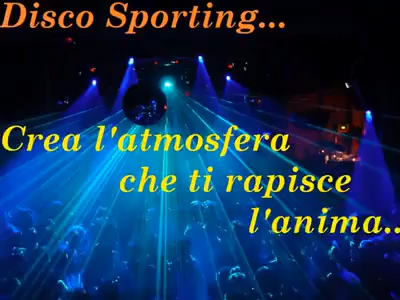 Disco Sporting...
Crea l'atmosfera
che ti rapisce
l'anima..